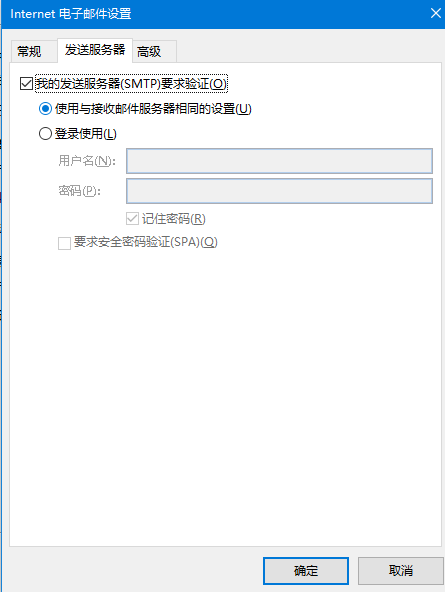 Internet 电子邮件设置
常规 发送服务器 高级
我的发送服务器(SMTP)要求验证(O)
使用与接收邮件服务器相同的设置(U)
登录使用(L)
用户名(N):
密码(P):
记住密码(R)
要求安全密码验证(SPA)(Q)
确定 取消